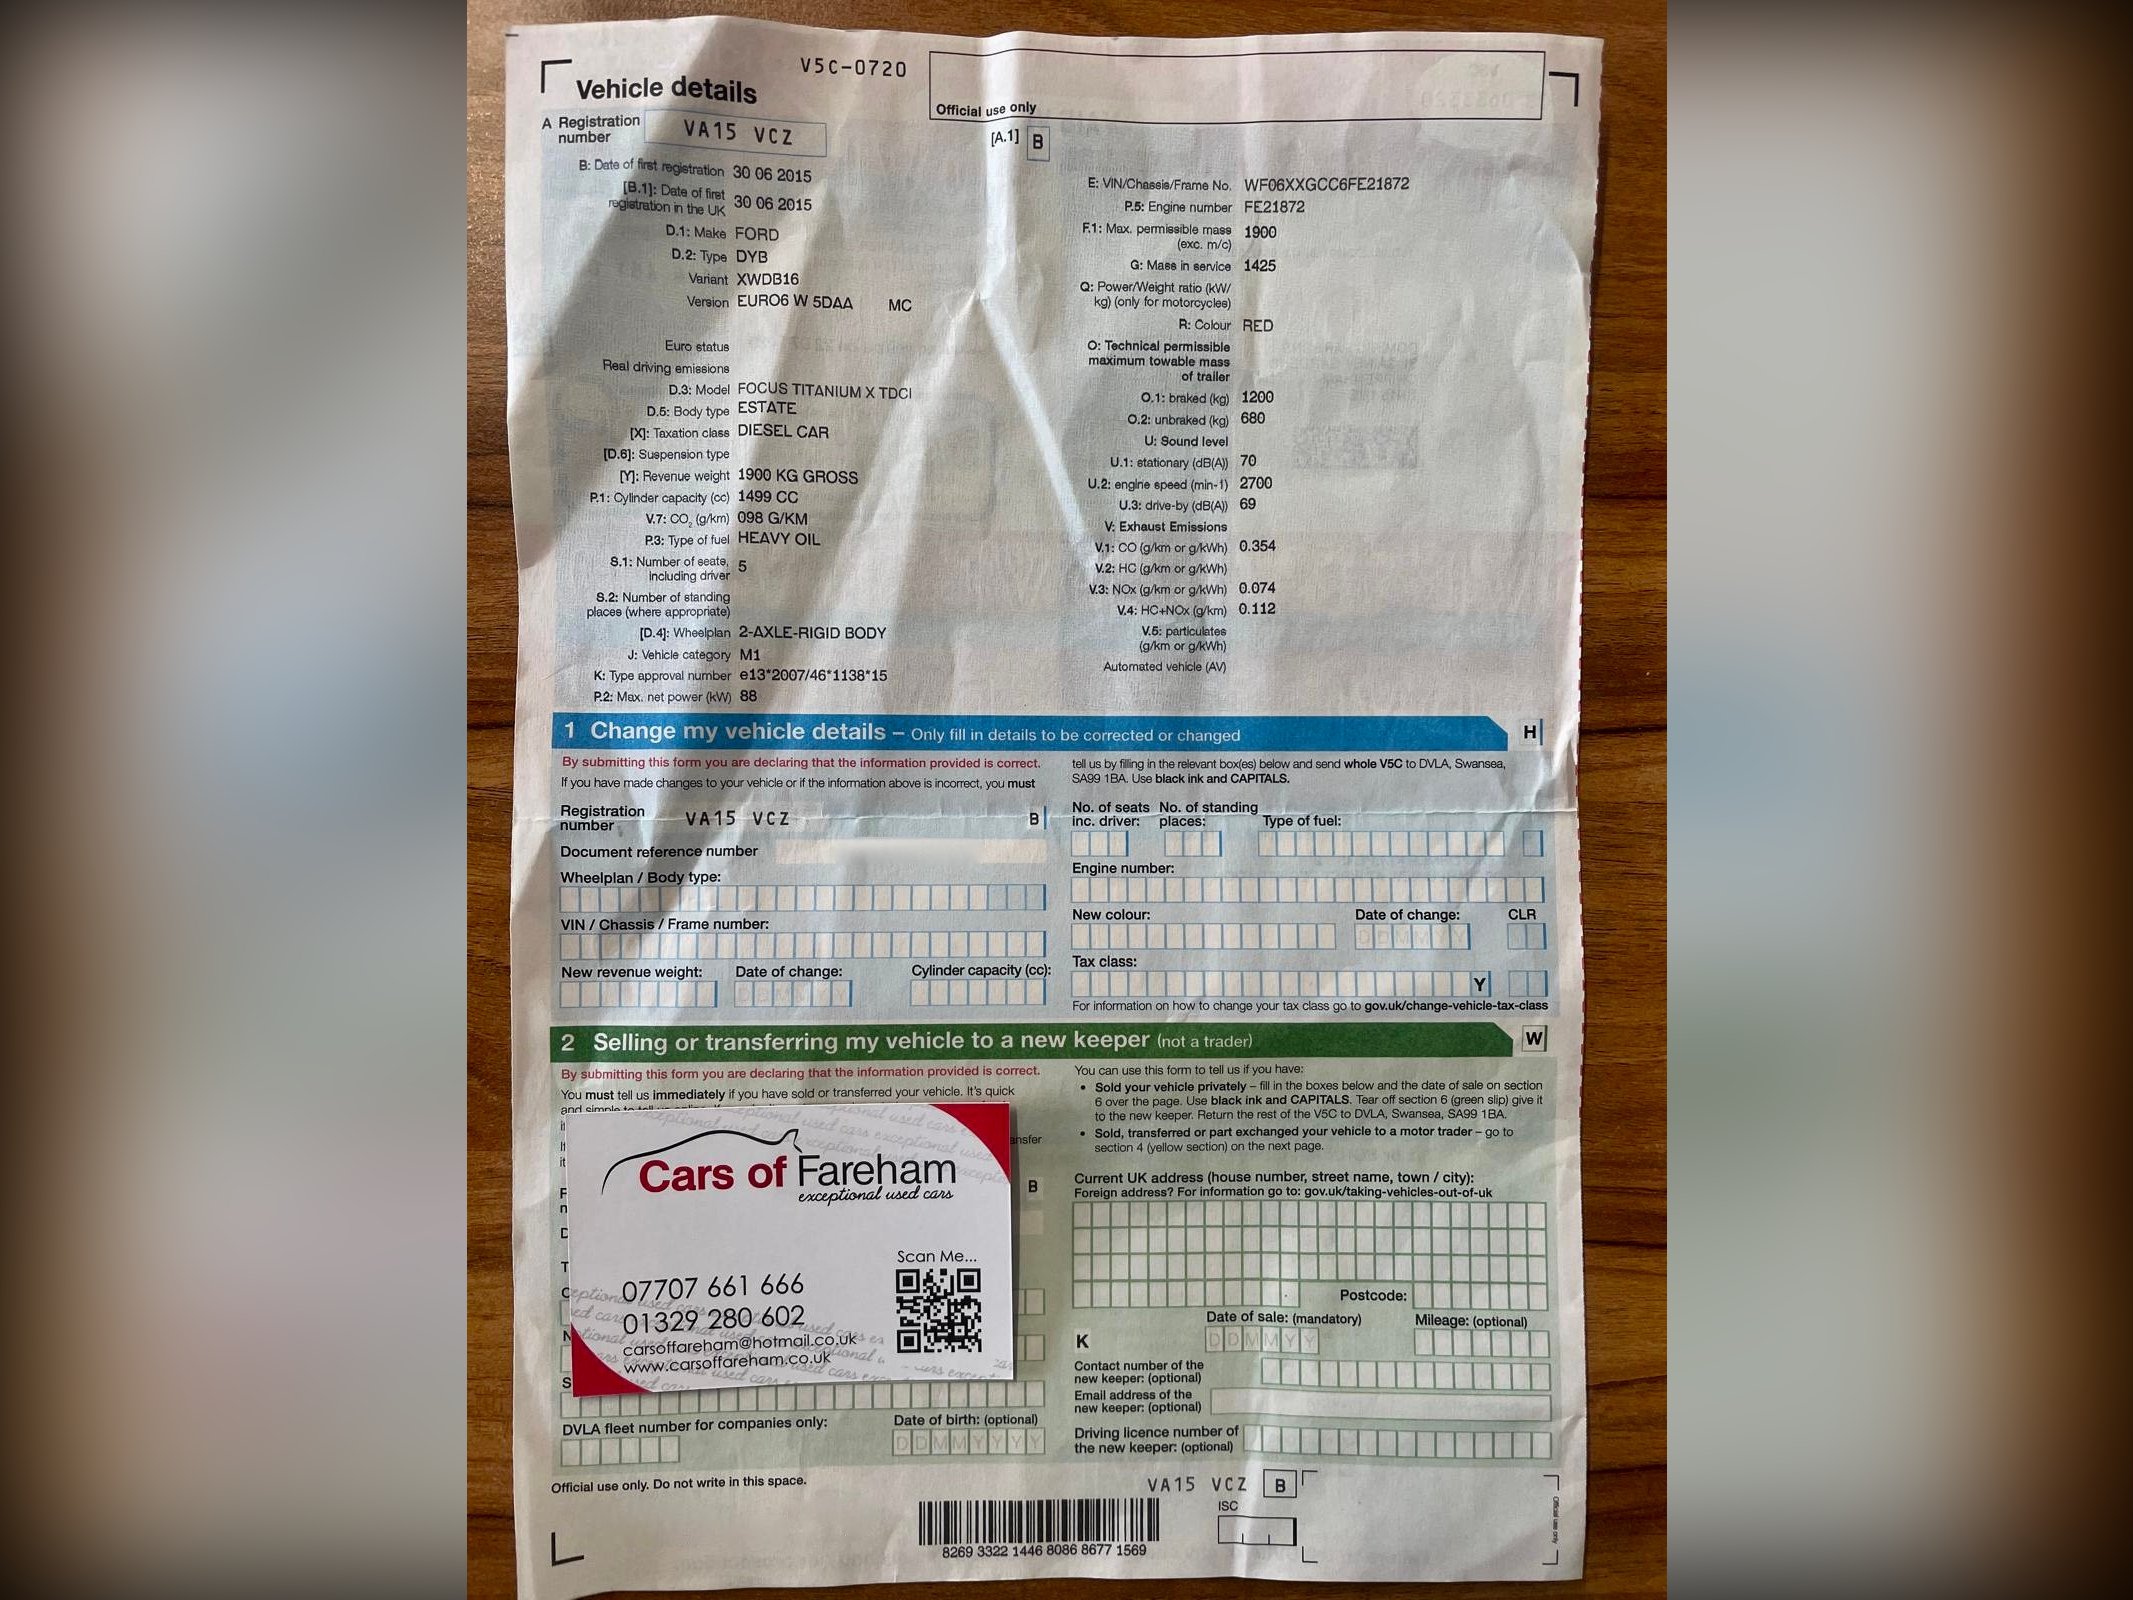 V5C-0720
Vehicle details
Official use only
A Registration number VA15 VCZ
[A.1] B
B: Date of first registration 30 06 2015
[B.1]: Date of first registration in the UK 30 06 2015
D.1: Make FORD
D.2: Type DYB
Variant XWDB16
Version EURO6 W 5DAA MC
Euro status
Real driving emissions
D.3: Model FOCUS TITANIUM X TDCI
D.5: Body type ESTATE
[X]: Taxation class DIESEL CAR
[D.6]: Suspension type
[Y]: Revenue weight 1900 KG GROSS
P.1: Cylinder capacity (cc) 1499 CC
V.7: CO2 (g/km) 098 G/KM
P.3: Type of fuel HEAVY OIL
S.1: Number of seats, including driver 5
S.2: Number of standing places (where appropriate)
[D.4]: Wheelplan 2-AXLE-RIGID BODY
J: Vehicle category M1
K: Type approval number e13*2007/46*1138*15
P.2: Max. net power (kW) 88
E: VIN/Chassis/Frame No. WF06XXGCC6FE21872
P.5: Engine number FE21872
F.1: Max. permissible mass (exc. m/c) 1900
G: Mass in service 1425
Q: Power/Weight ratio (kW/kg) (only for motorcycles)
R: Colour RED
O: Technical permissible maximum towable mass of trailer
O.1: braked (kg) 1200
O.2: unbraked (kg) 680
U: Sound level
U.1: stationary (dB(A)) 70
U.2: engine speed (min-1) 2700
U.3: drive-by (dB(A)) 69
V: Exhaust Emissions
V.1: CO (g/km or g/kWh) 0.354
V.2: HC (g/km or g/kWh)
V.3: NOx (g/km or g/kWh) 0.074
V.4: HC+NOx (g/km) 0.112
V.5: particulates (g/km or g/kWh)
Automated vehicle (AV)
1 Change my vehicle details – Only fill in details to be corrected or changed H
By submitting this form you are declaring that the information provided is correct.
If you have made changes to your vehicle or if the information above is incorrect, you must
tell us by filling in the relevant box(es) below and send whole V5C to DVLA, Swansea,
SA99 1BA. Use black ink and CAPITALS.
Registration number VA15 VCZ B
Document reference number
Wheelplan / Body type:
VIN / Chassis / Frame number:
New revenue weight: Date of change: Cylinder capacity (cc):
No. of seats inc. driver: No. of standing places: Type of fuel:
Engine number:
New colour: Date of change: CLR
DDMMYY
Tax class:
Y
For information on how to change your tax class go to gov.uk/change-vehicle-tax-class
2 Selling or transferring my vehicle to a new keeper (not a trader) W
By submitting this form you are declaring that the information provided is correct.
You must tell us immediately if you have sold or transferred your vehicle. It's quick
Cars of Fareham
exceptional used cars
Scan Me...
07707 661 666
01329 280 602
carsoffareham@hotmail.co.uk
www.carsoffareham.co.uk
B
DVLA fleet number for companies only: Date of birth: (optional)
DDMMYYYY
You can use this form to tell us if you have:
• Sold your vehicle privately – fill in the boxes below and the date of sale on section
6 over the page. Use black ink and CAPITALS. Tear off section 6 (green slip) give it
to the new keeper. Return the rest of the V5C to DVLA, Swansea, SA99 1BA.
• Sold, transferred or part exchanged your vehicle to a motor trader – go to
section 4 (yellow section) on the next page.
Current UK address (house number, street name, town / city):
Foreign address? For information go to: gov.uk/taking-vehicles-out-of-uk
Postcode:
Date of sale: (mandatory) Mileage: (optional)
K DDMMYY
Contact number of the new keeper: (optional)
Email address of the new keeper: (optional)
Driving licence number of the new keeper: (optional)
Official use only. Do not write in this space.
VA15 VCZ B
ISC
8269 3322 1446 8086 8677 1569
Official use only